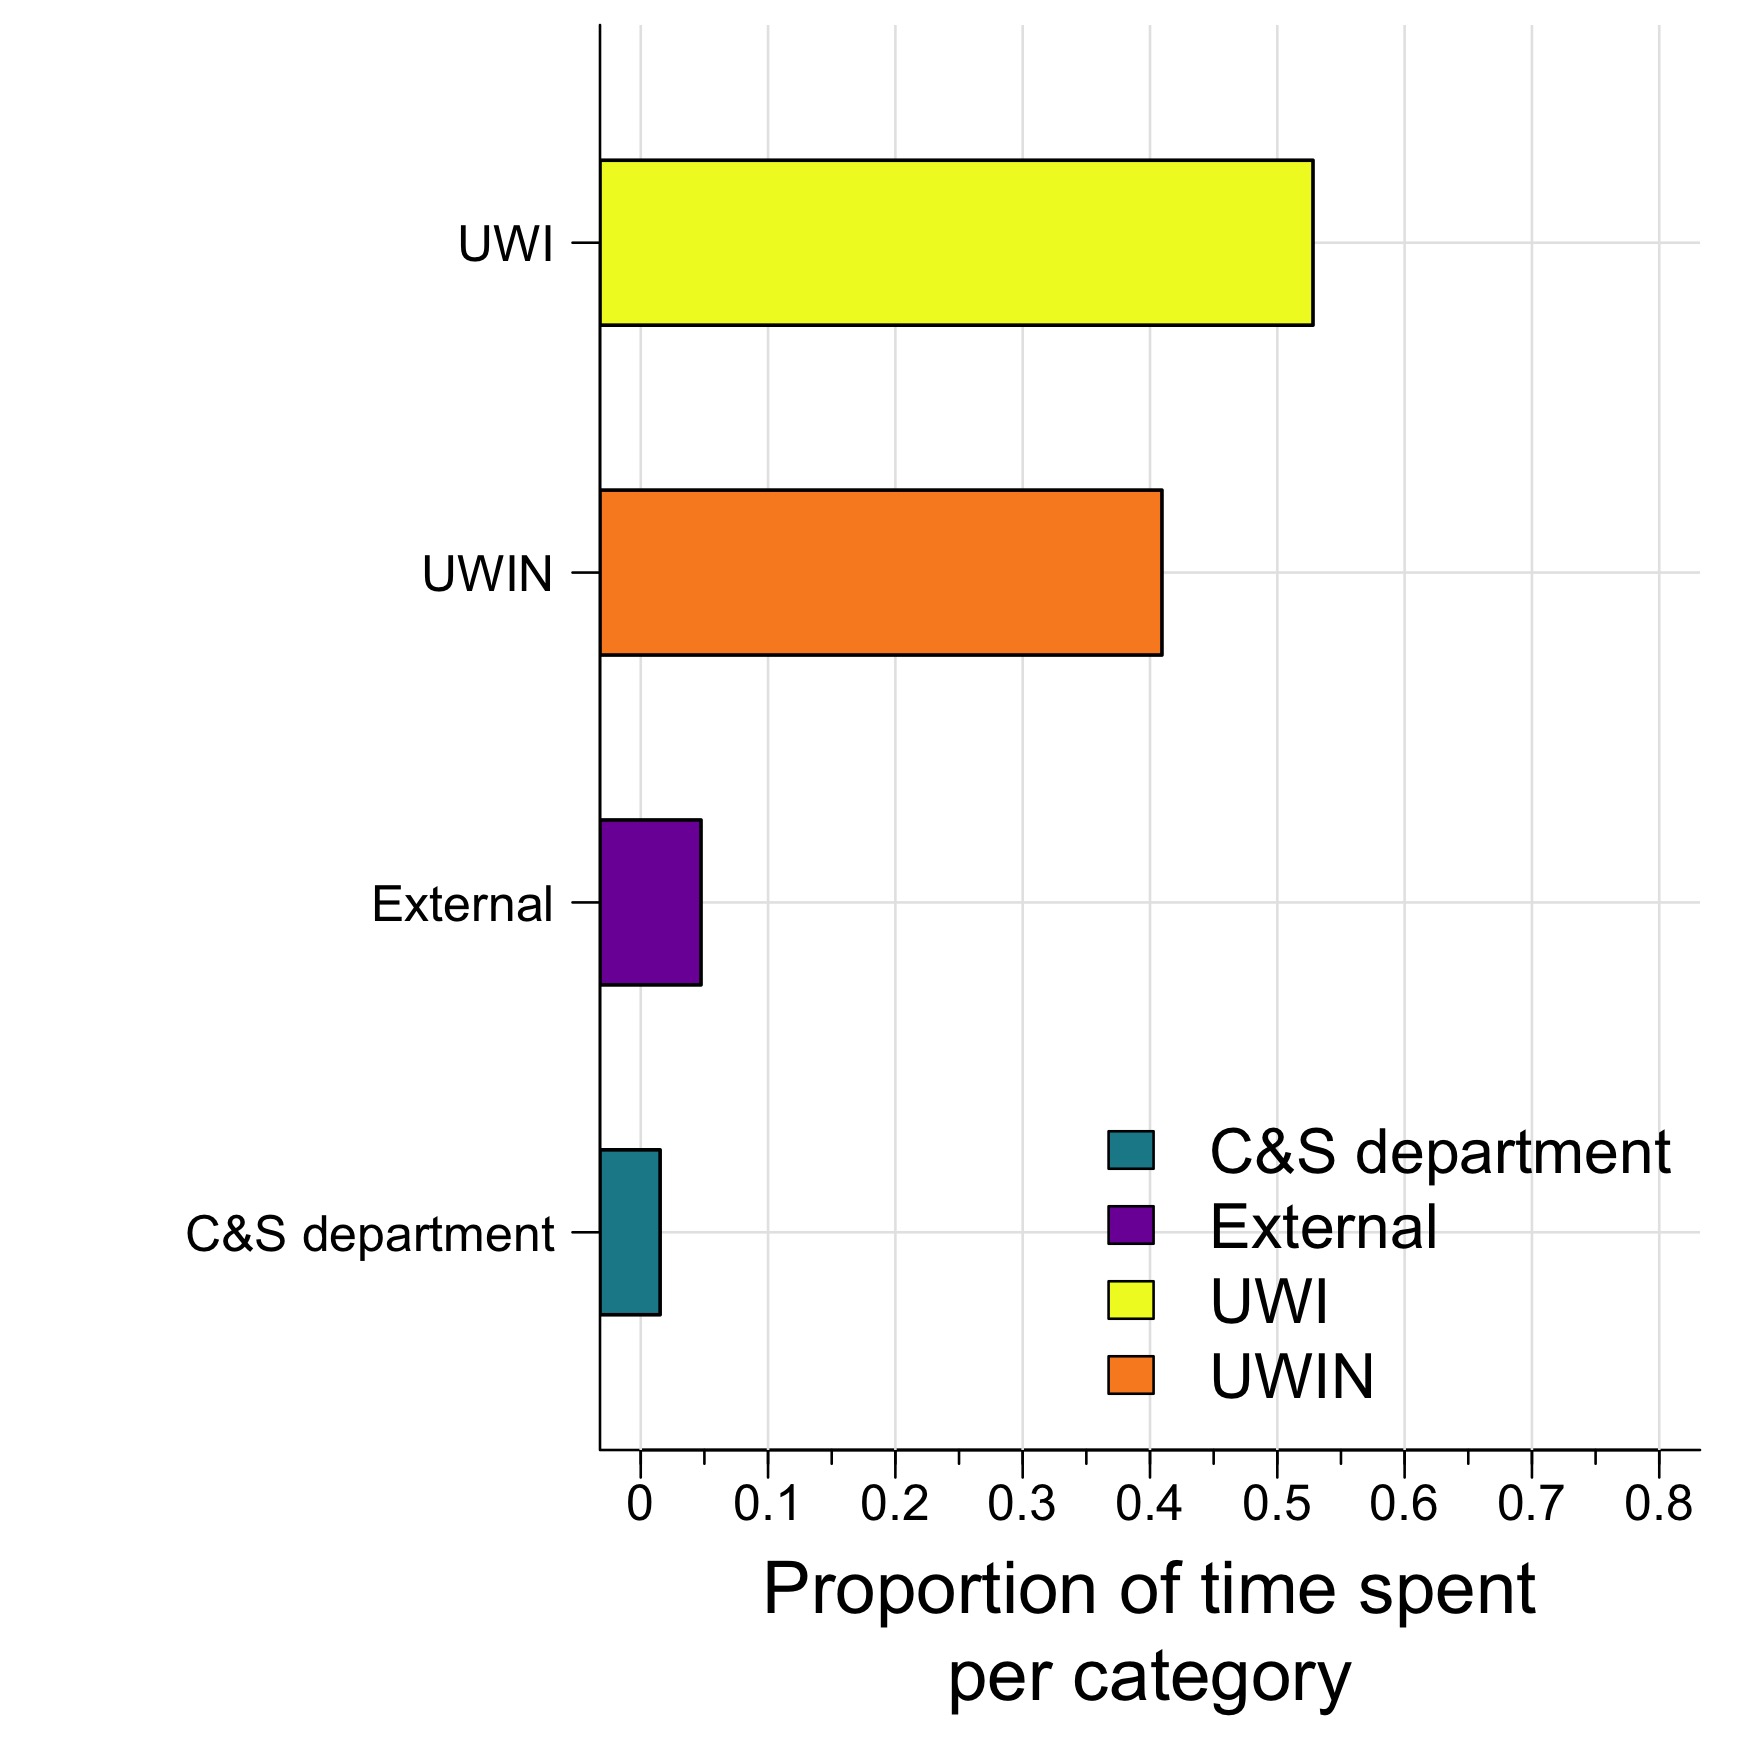 UWI
UWIN
External
C&S department
C&S department
External
UWI
UWIN
0 0.1 0.2 0.3 0.4 0.5 0.6 0.7 0.8
Proportion of time spent
per category